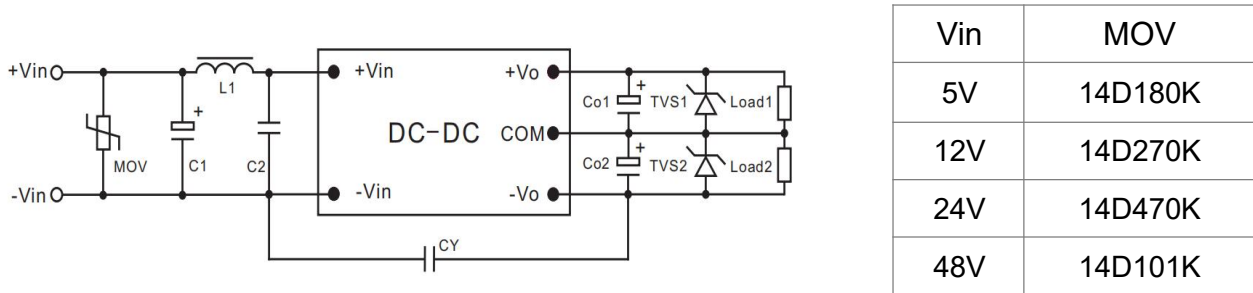 +Vin
L1
+
MOV
C1
C2
-Vin
+Vin
DC-DC
-Vin
+Vo
COM
-Vo
+
Co1
TVS1
Load1
+
Co2
TVS2
Load2
CY
Vin MOV
5V 14D180K
12V 14D270K
24V 14D470K
48V 14D101K